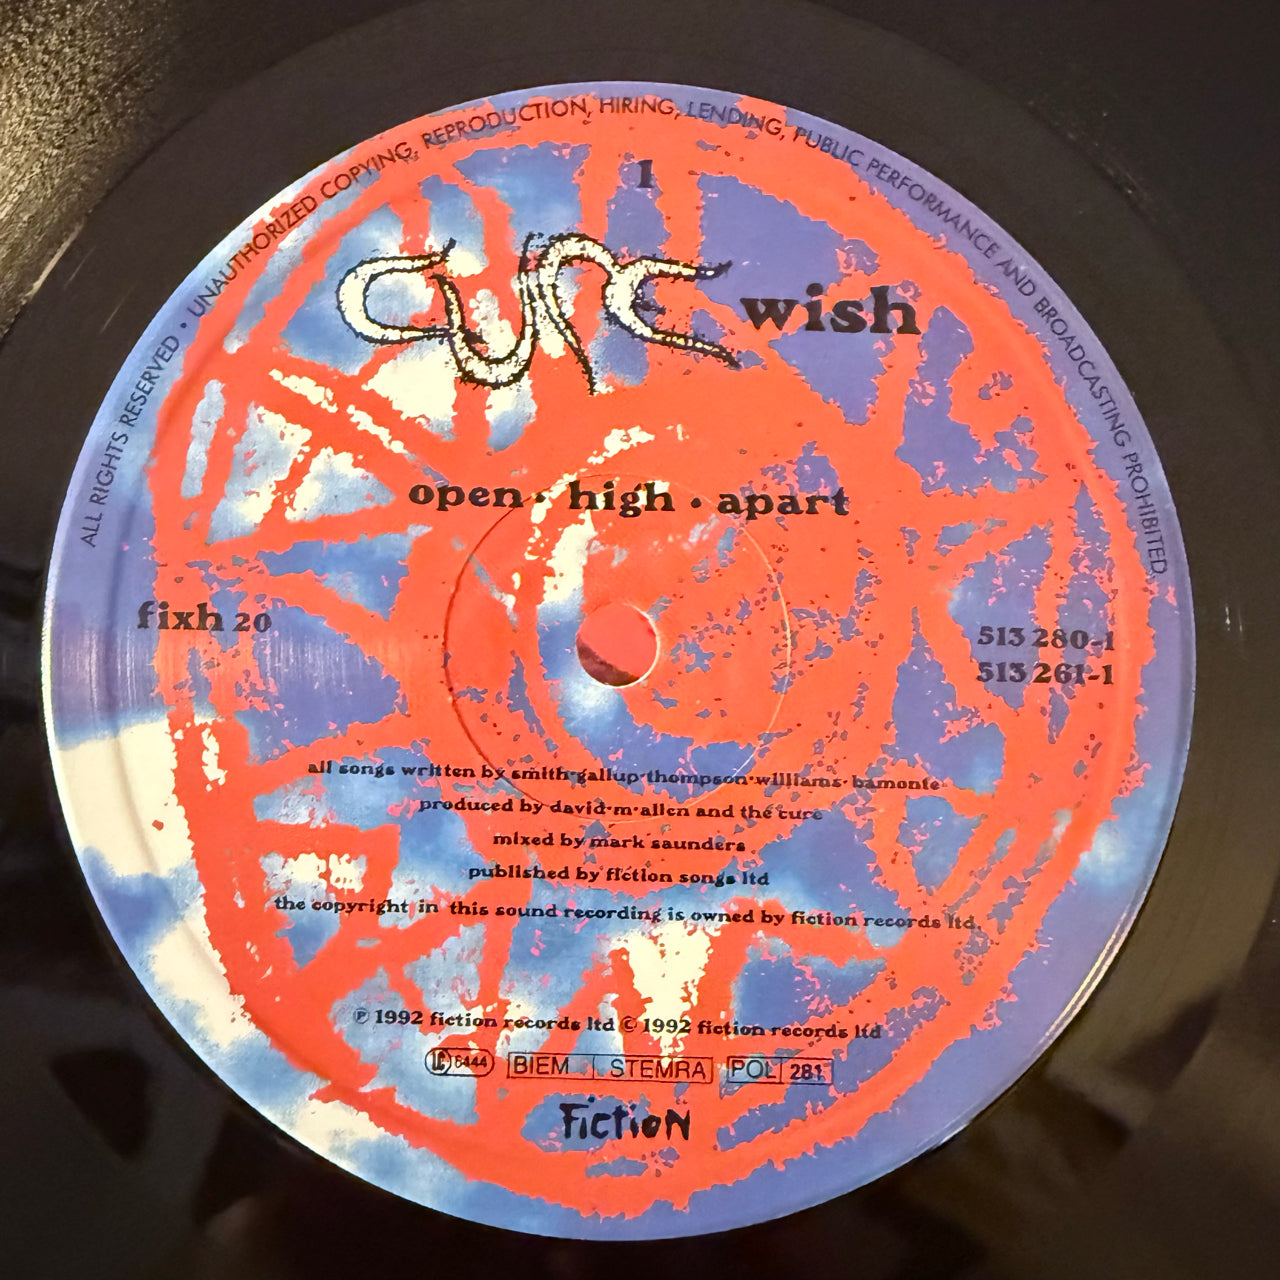 ALL RIGHTS RESERVED • UNAUTHORIZED COPYING, REPRODUCTION, HIRING, LENDING, PUBLIC PERFORMANCE AND BROADCASTING PROHIBITED.
1
CURE wish
open • high • apart
fixh 20
513 280-1
513 261-1
all songs written by smith·gallup·thompson·williams·bamonte
produced by david·m·allen and the cure
mixed by mark saunders
published by fiction songs ltd
the copyright in this sound recording is owned by fiction records ltd.
℗ 1992 fiction records ltd © 1992 fiction records ltd
LC 8444 BIEM STEMRA POL 281
Fiction